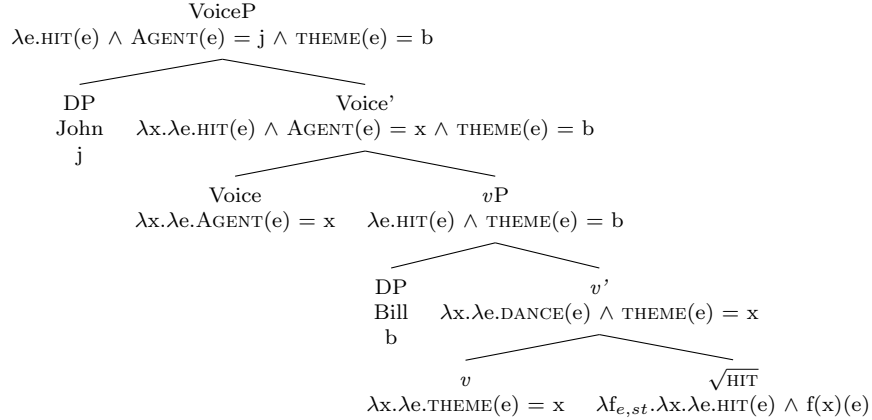 VoiceP
λe.HIT(e) ∧ AGENT(e) = j ∧ THEME(e) = b
DP Voice’
John λx.λe.HIT(e) ∧ AGENT(e) = x ∧ THEME(e) = b
j
Voice vP
λx.λe.AGENT(e) = x λe.HIT(e) ∧ THEME(e) = b
DP v’
Bill λx.λe.DANCE(e) ∧ THEME(e) = x
b
v √HIT
λx.λe.THEME(e) = x λf_{e,st}.λx.λe.HIT(e) ∧ f(x)(e)